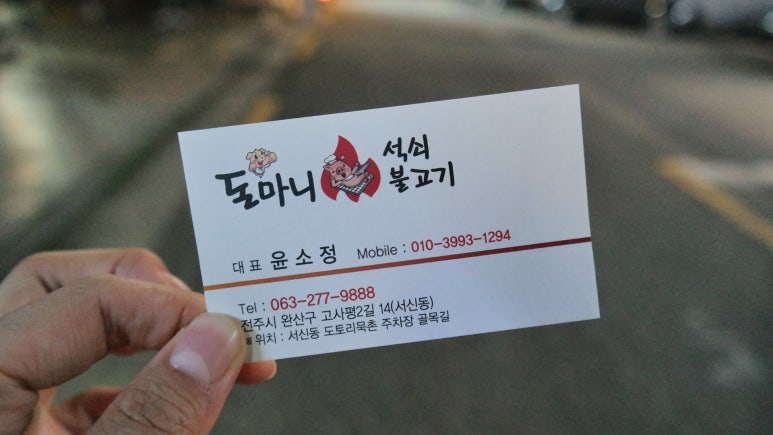 돈마니 석쇠
불고기
대표 윤소정 Mobile : 010-3993-1294
Tel : 063-277-9888
전주시 완산구 고사평2길 14(서신동)
※위치 : 서신동 도토리묵촌 주차장 골목길